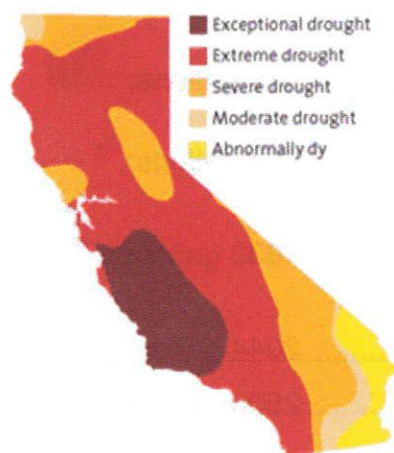 Exceptional drought
Extreme drought
Severe drought
Moderate drought
Abnormally dy